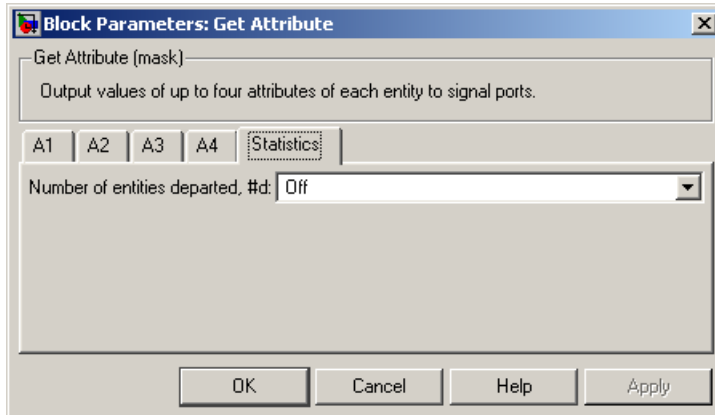 Block Parameters: Get Attribute
Get Attribute (mask)
Output values of up to four attributes of each entity to signal ports.
A1 A2 A3 A4 Statistics
Number of entities departed, #d: Off
OK Cancel Help Apply